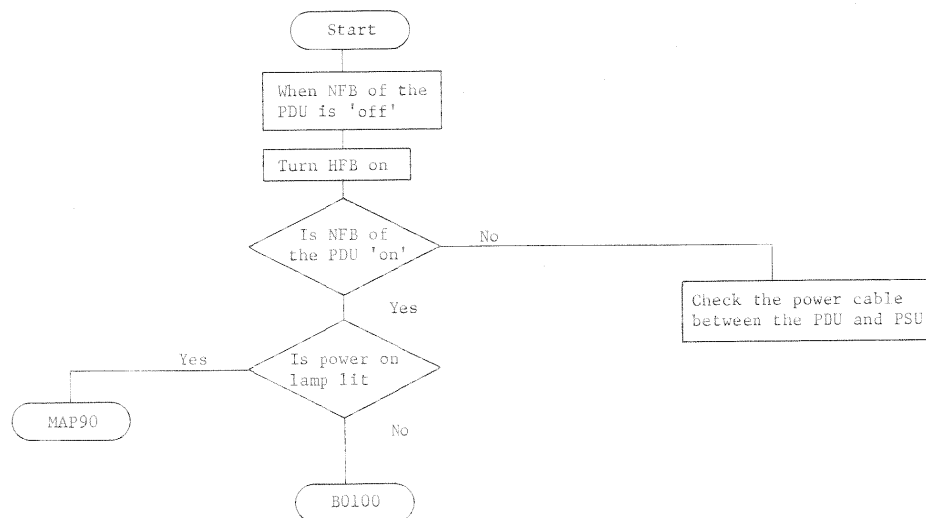 Start
When NFB of the
PDU is 'off'
Turn HFB on
Is NFB of
the PDU 'on'
No
Check the power cable
between the PDU and PSU
Yes
Is power on
lamp lit
Yes
MAP90
No
B0100